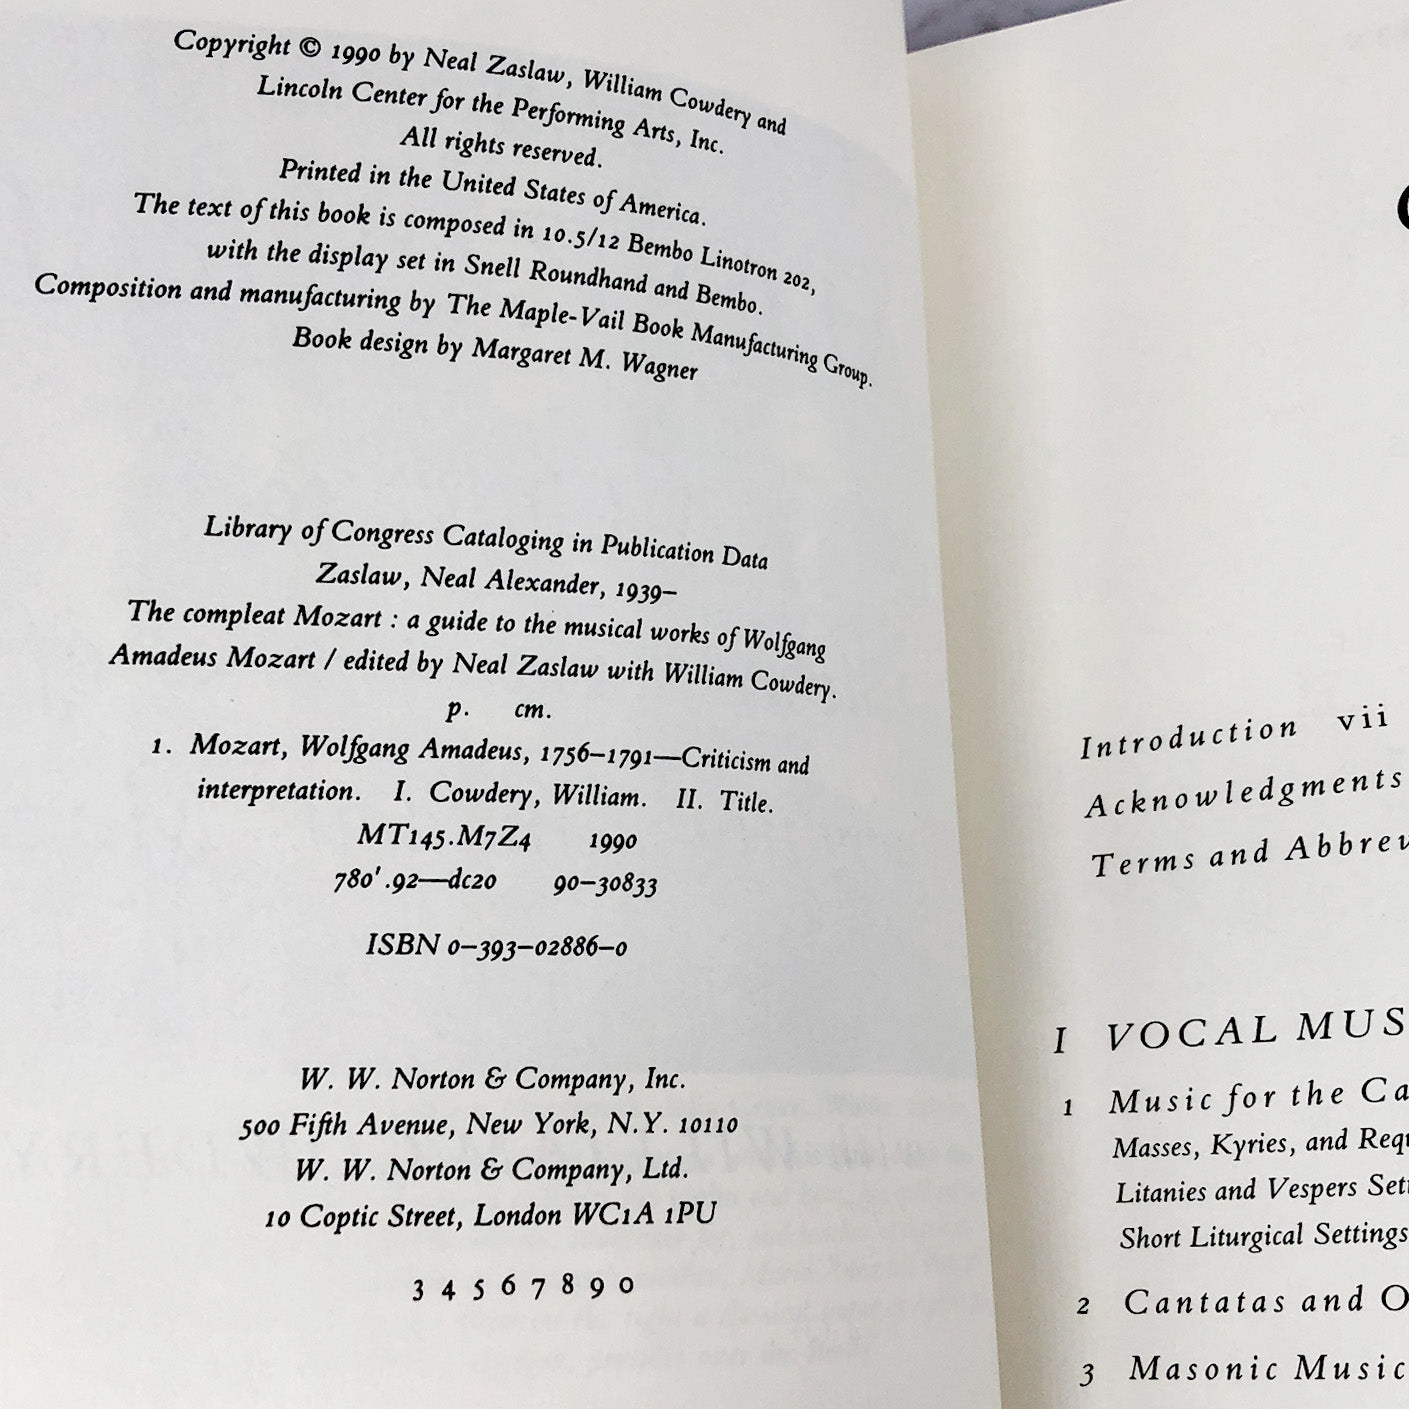 Copyright © 1990 by Neal Zaslaw, William Cowdery and
Lincoln Center for the Performing Arts, Inc.
All rights reserved.
Printed in the United States of America.
The text of this book is composed in 10.5/12 Bembo Linotron 202,
with the display set in Snell Roundhand and Bembo.
Composition and manufacturing by The Maple-Vail Book Manufacturing Group.
Book design by Margaret M. Wagner
Library of Congress Cataloging in Publication Data
Zaslaw, Neal Alexander, 1939–
The compleat Mozart : a guide to the musical works of Wolfgang
Amadeus Mozart / edited by Neal Zaslaw with William Cowdery.
p. cm.
1. Mozart, Wolfgang Amadeus, 1756–1791—Criticism and
interpretation. I. Cowdery, William. II. Title.
MT145.M7Z4 1990
780'.92—dc20 90–30833
ISBN 0–393–02886–0
W. W. Norton & Company, Inc.
500 Fifth Avenue, New York, N.Y. 10110
W. W. Norton & Company, Ltd.
10 Coptic Street, London WC1A 1PU
3 4 5 6 7 8 9 0
Introduction vii
Acknowledgments
Terms and Abbrev
I VOCAL MUS
1 Music for the Ca
Masses, Kyries, and Requ
Litanies and Vespers Sett
Short Liturgical Settings
2 Cantatas and O
3 Masonic Music